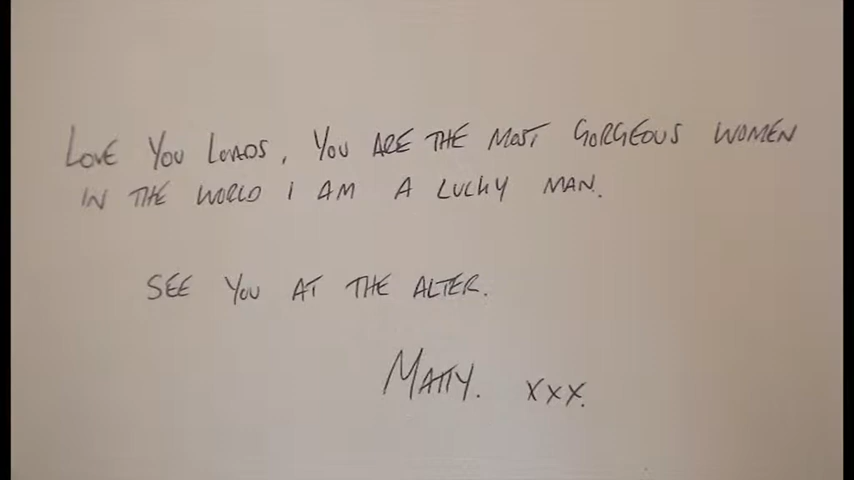 LOVE YOU LOADS, YOU ARE THE MOST GORGEOUS WOMEN
IN THE WORLD I AM A LUCKY MAN.
SEE YOU AT THE ALTER.
MATTY. XXX.